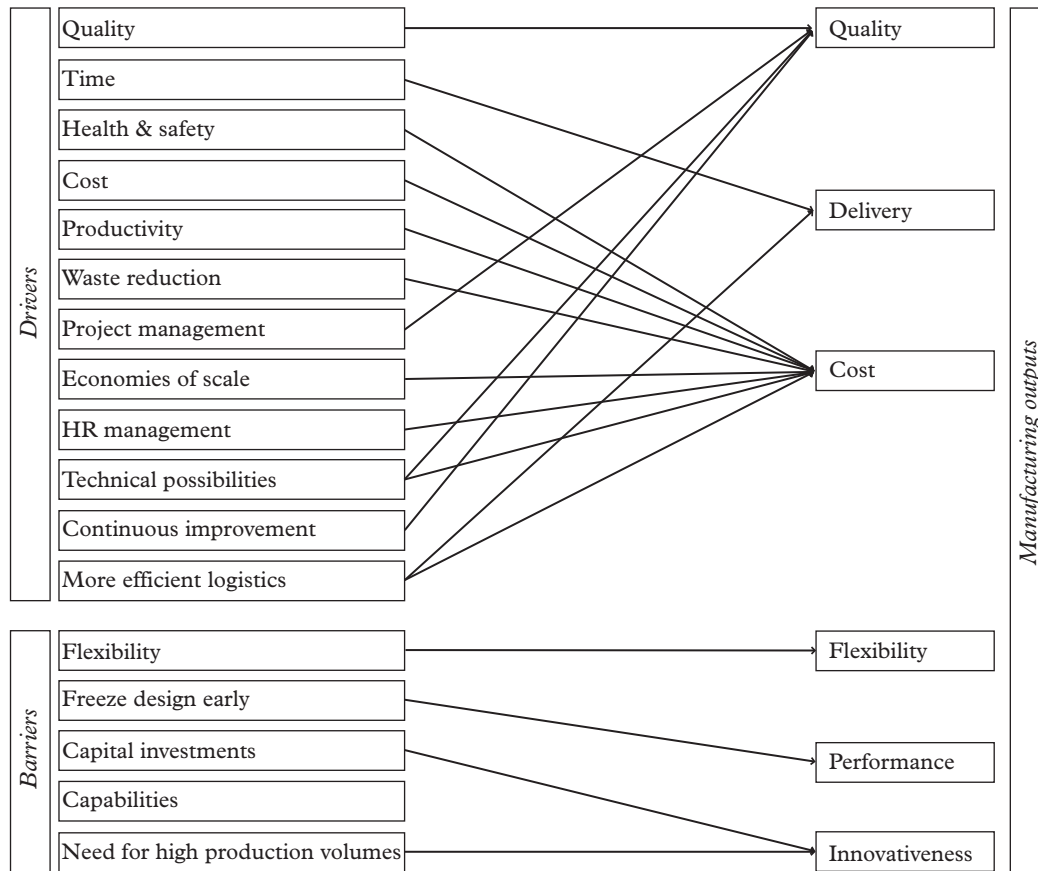 Drivers
Quality
Time
Health & safety
Cost
Productivity
Waste reduction
Project management
Economies of scale
HR management
Technical possibilities
Continuous improvement
More efficient logistics
Barriers
Flexibility
Freeze design early
Capital investments
Capabilities
Need for high production volumes
Quality
Delivery
Cost
Flexibility
Performance
Innovativeness
Manufacturing outputs